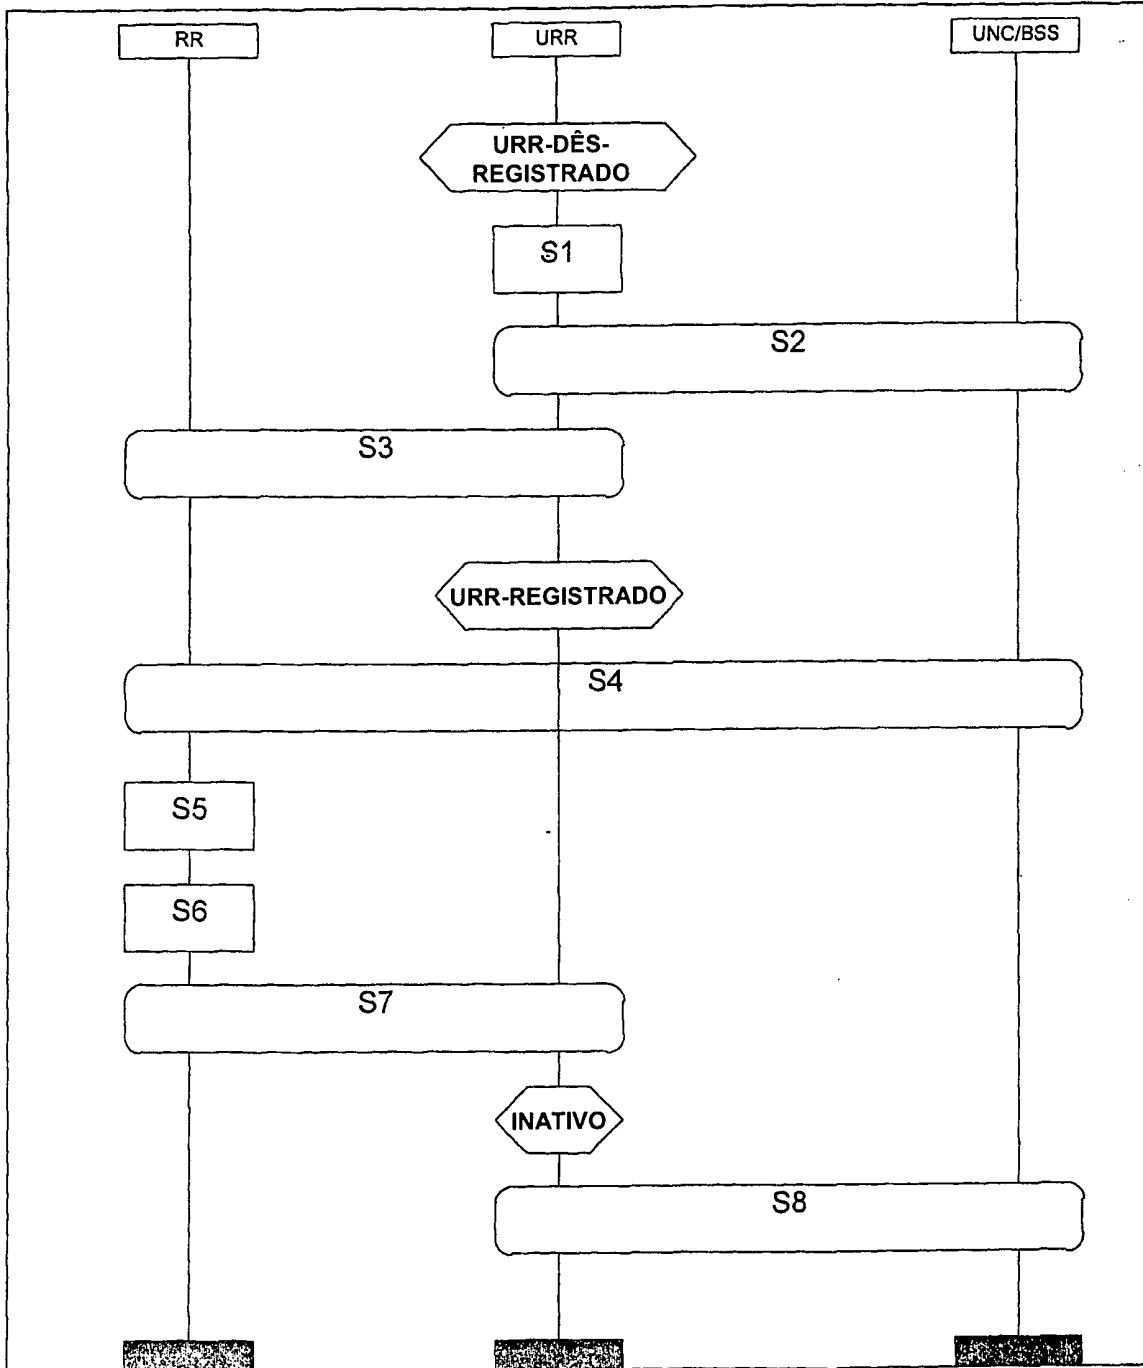 RR
URR
UNC/BSS
URR-DÊS-
REGISTRADO
S1
S2
S3
URR-REGISTRADO
S4
S5
S6
S7
INATIVO
S8